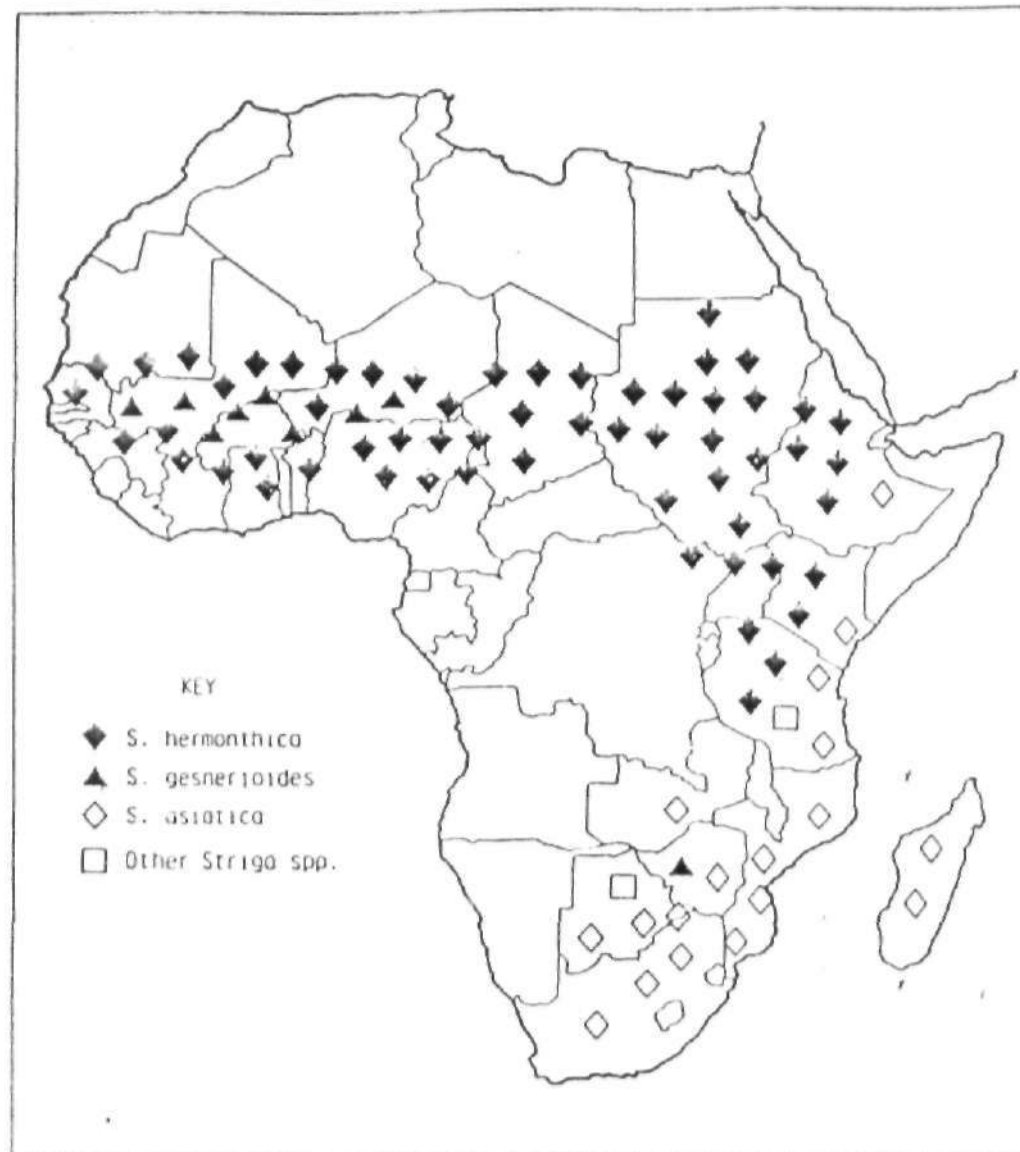 KEY
S. hermonthica
S. gesnerioides
S. asiatica
Other Striga spp.